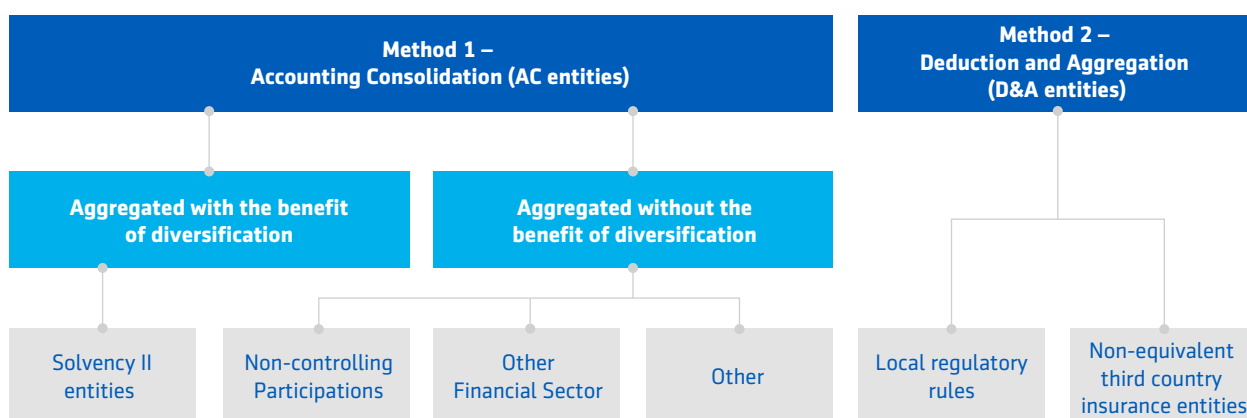 Method 1 –
Accounting Consolidation (AC entities)
Method 2 –
Deduction and Aggregation
(D&A entities)
Aggregated with the benefit
of diversification
Aggregated without the
benefit of diversification
Solvency II
entities
Non-controlling
Participations
Other
Financial Sector
Other
Local regulatory
rules
Non-equivalent
third country
insurance entities